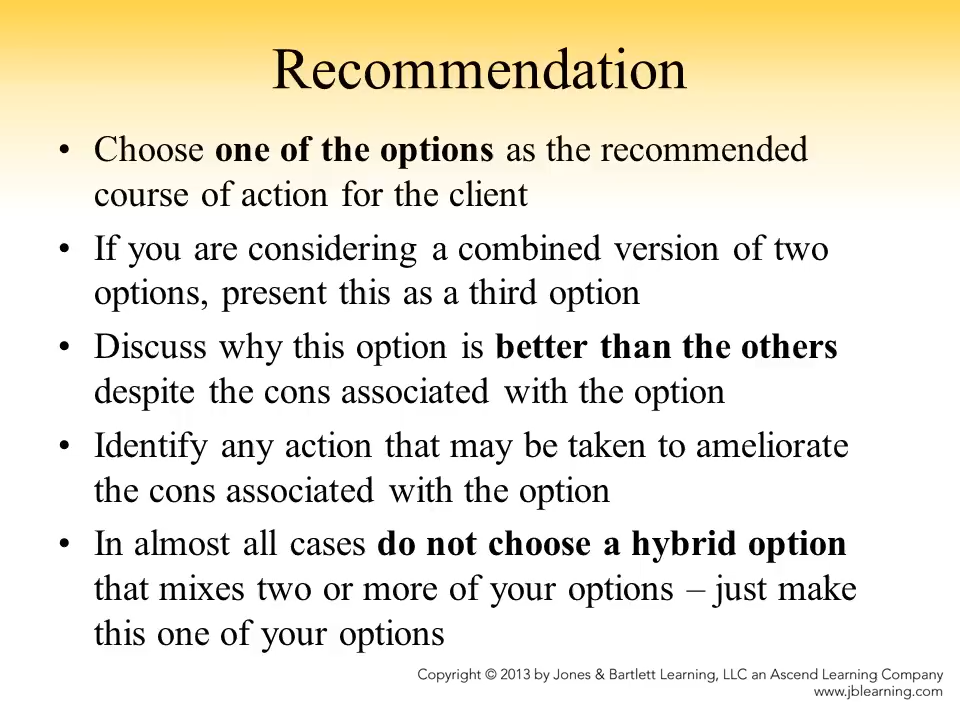 Recommendation
• Choose one of the options as the recommended
course of action for the client
• If you are considering a combined version of two
options, present this as a third option
• Discuss why this option is better than the others
despite the cons associated with the option
• Identify any action that may be taken to ameliorate
the cons associated with the option
• In almost all cases do not choose a hybrid option
that mixes two or more of your options – just make
this one of your options
Copyright © 2013 by Jones & Bartlett Learning, LLC an Ascend Learning Company
www.jblearning.com